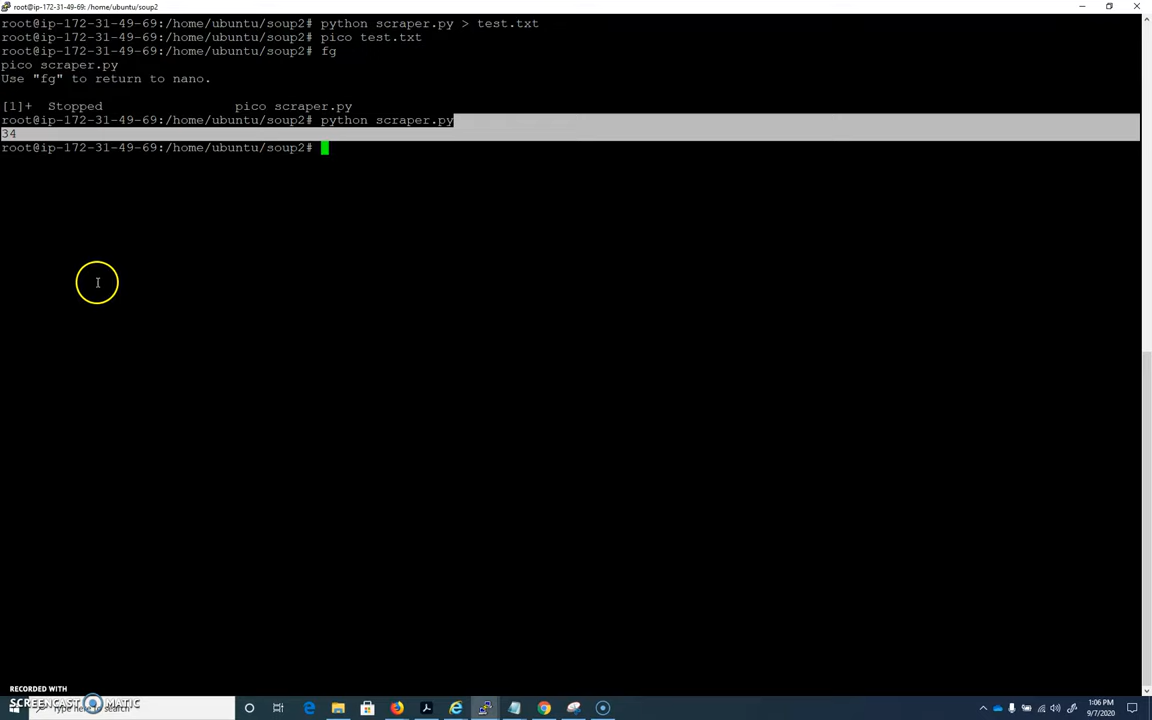 root@ip-172-31-49-69: /home/ubuntu/soup2
root@ip-172-31-49-69:/home/ubuntu/soup2# python scraper.py > test.txt
root@ip-172-31-49-69:/home/ubuntu/soup2# pico test.txt
root@ip-172-31-49-69:/home/ubuntu/soup2# fg
pico scraper.py
Use "fg" to return to nano.
[1]+  Stopped                 pico scraper.py
root@ip-172-31-49-69:/home/ubuntu/soup2# python scraper.py
34
root@ip-172-31-49-69:/home/ubuntu/soup2#
RECORDED WITH
SCREENCAST MATIC
Type here to search
1:06 PM
9/7/2020